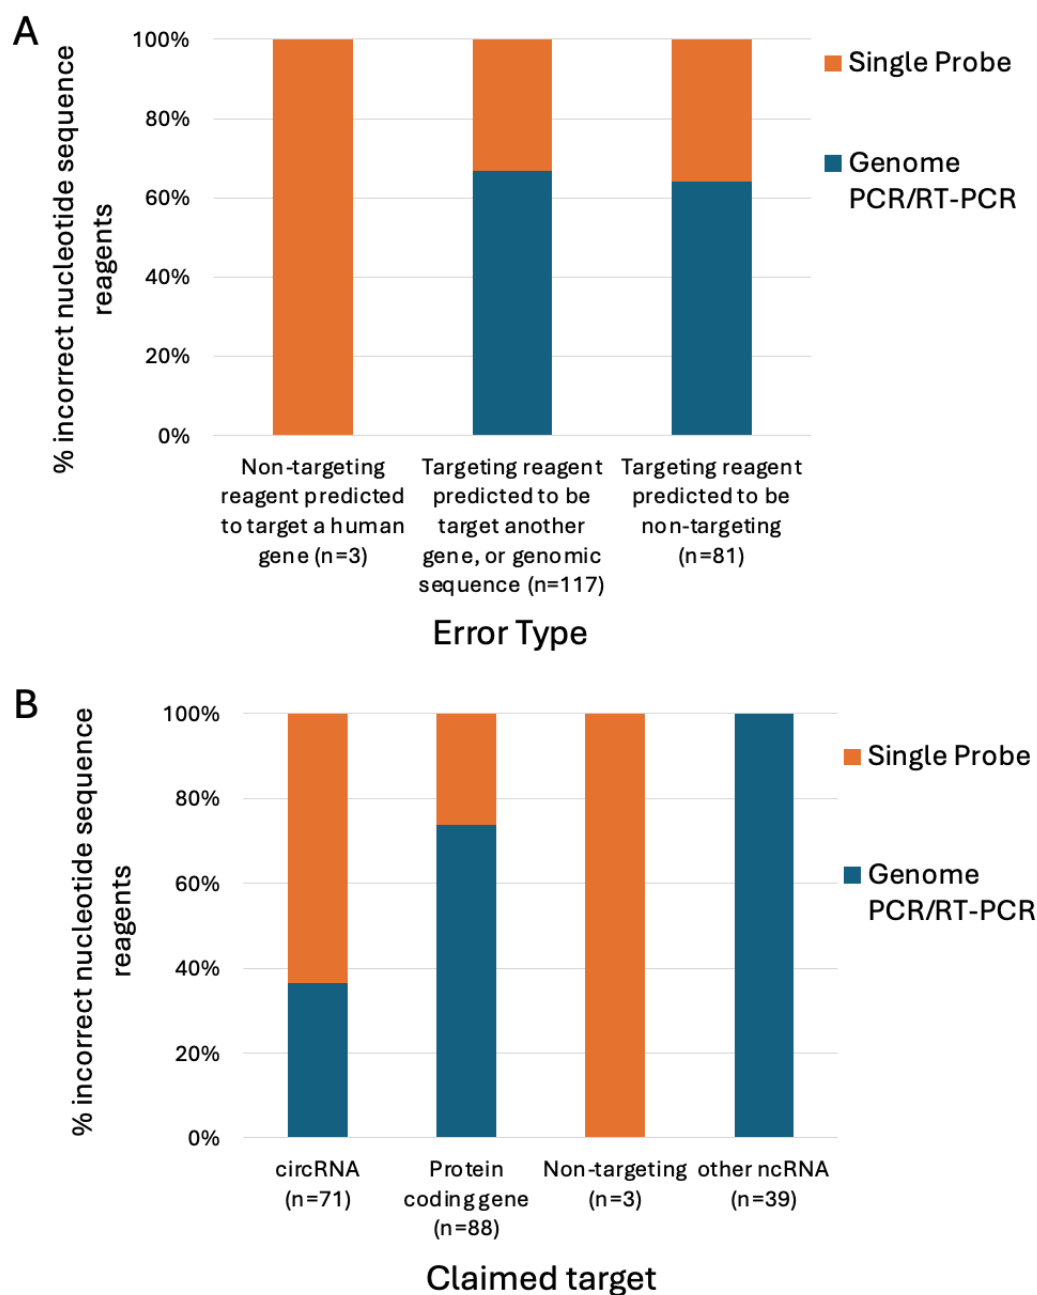 A
% incorrect nucleotide sequence
reagents
100%
80%
60%
40%
20%
0%
Single Probe
Genome
PCR/RT-PCR
Non-targeting
reagent predicted
to target a human
gene (n=3)
Targeting reagent
predicted to be
target another
gene, or genomic
sequence (n=117)
Targeting reagent
predicted to be
non-targeting
(n=81)
Error Type
B
% incorrect nucleotide sequence
reagents
100%
80%
60%
40%
20%
0%
Single Probe
Genome
PCR/RT-PCR
circRNA
(n=71)
Protein
coding gene
(n=88)
Non-targeting
(n=3)
other ncRNA
(n=39)
Claimed target